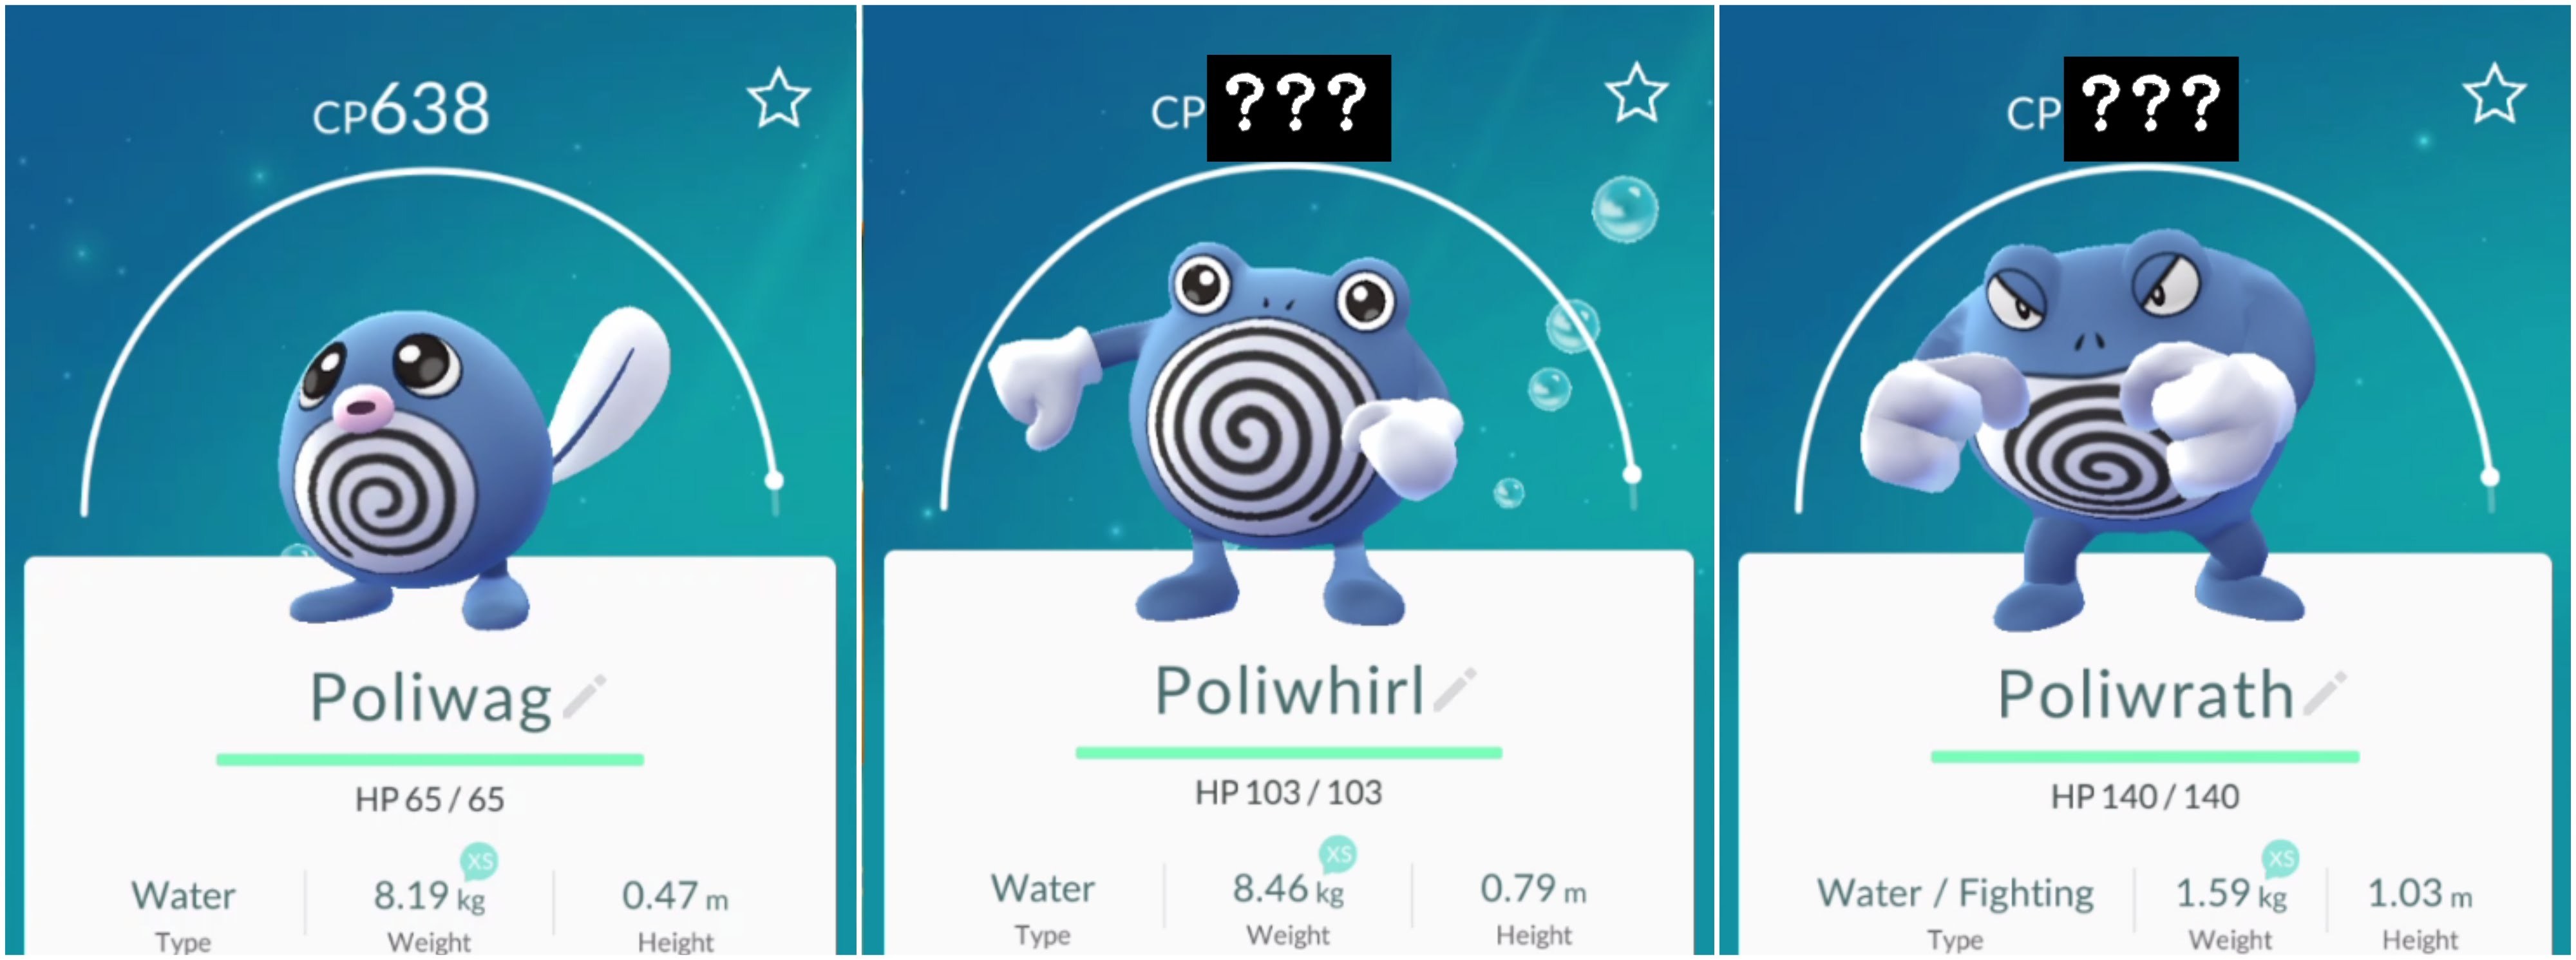 CP638
Poliwag
HP 65 / 65
XS
Water
8.19 kg
0.47 m
Type
Weight
Height
CP ???
Poliwhirl
HP 103 / 103
XS
Water
8.46 kg
0.79 m
Type
Weight
Height
CP ???
Poliwrath
HP 140 / 140
XS
Water / Fighting
1.59 kg
1.03 m
Type
Weight
Height